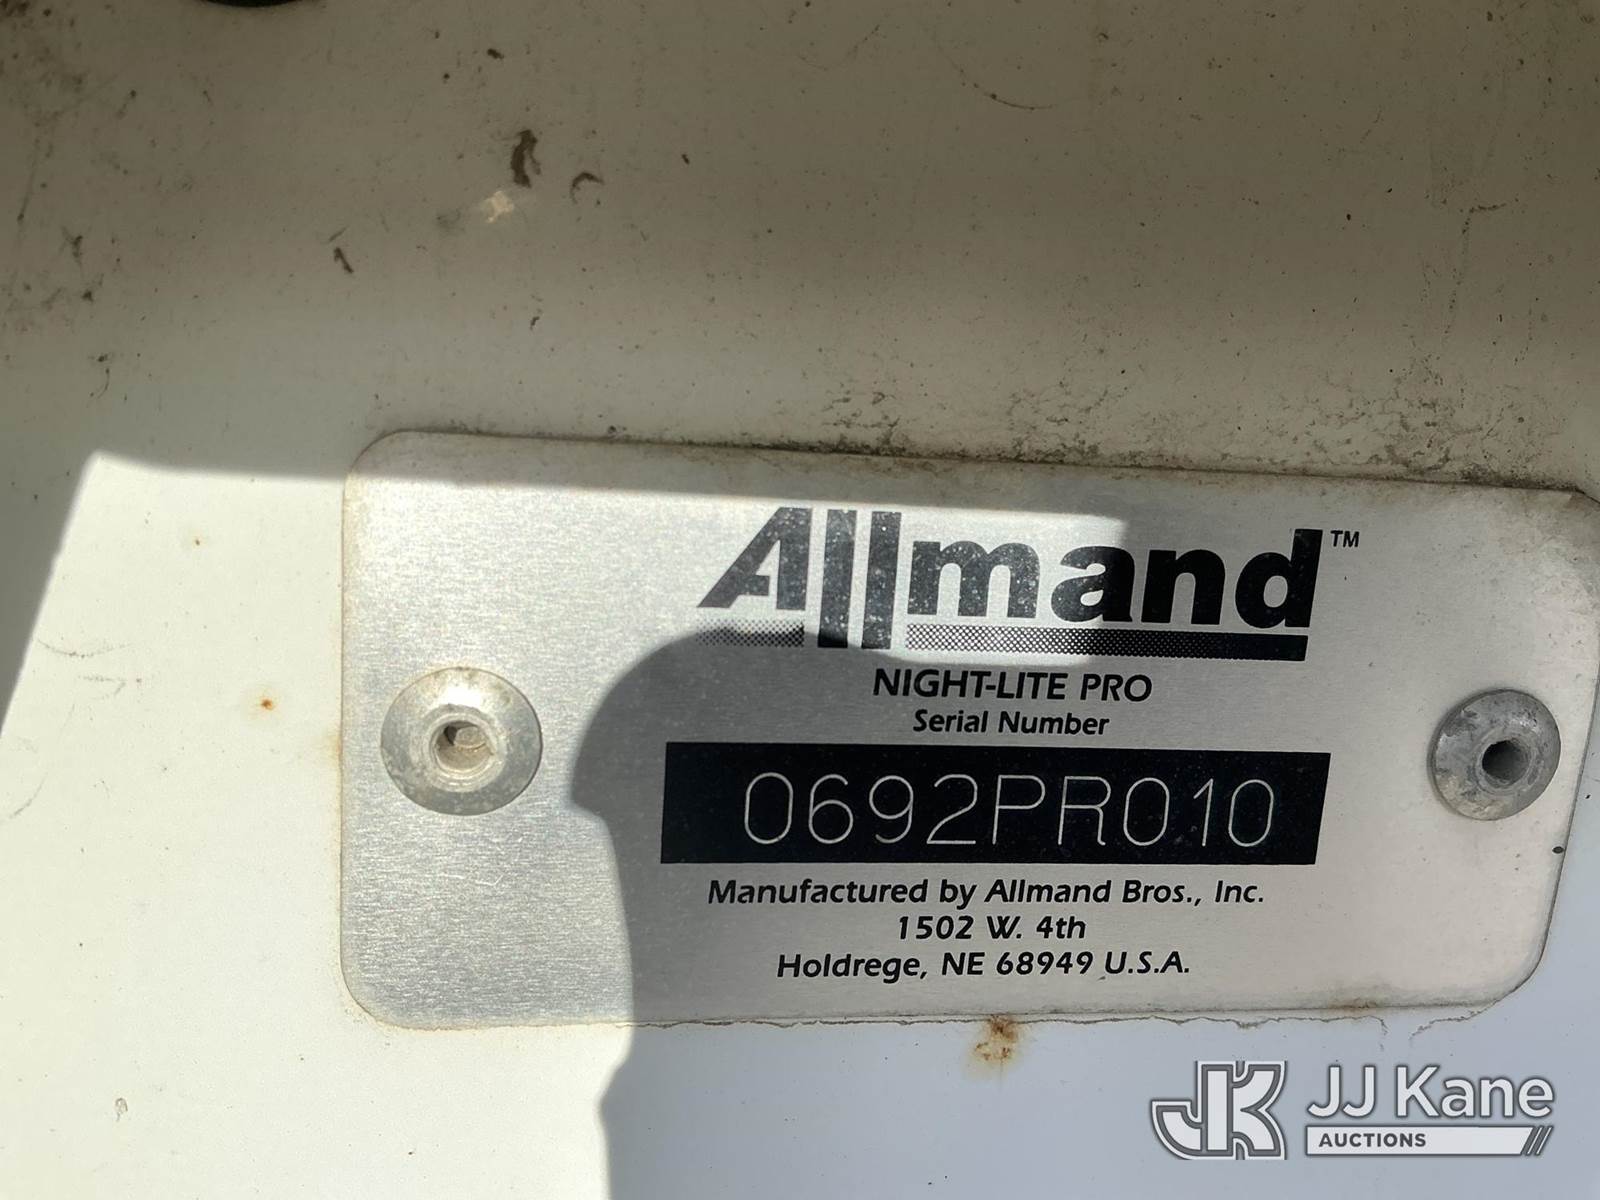 Allmand™
NIGHT-LITE PRO
Serial Number
0692PR010
Manufactured by Allmand Bros., Inc.
1502 W. 4th
Holdrege, NE 68949 U.S.A.
JK JJ Kane
AUCTIONS